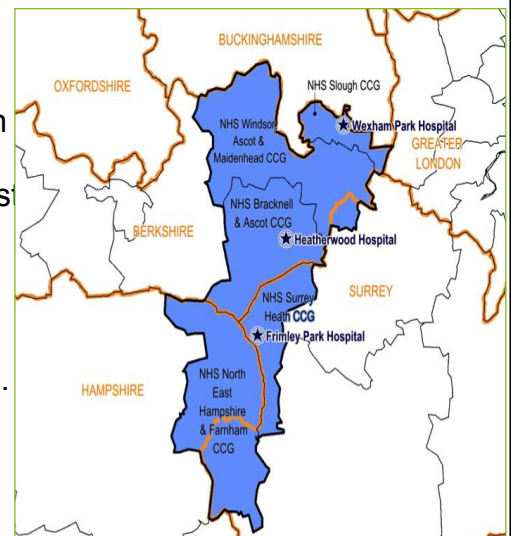 BUCKINGHAMSHIRE
OXFORDSHIRE
NHS Slough CCG
NHS Windsor
Ascot &
Maidenhead CCG
Wexham Park Hospital
GREATER
LONDON
NHS Bracknell
& Ascot CCG
BERKSHIRE
Heatherwood Hospital
SURREY
NHS Surrey
Heath CCG
Frimley Park Hospital
HAMPSHIRE
NHS North
East
Hampshire
& Farnham
CCG